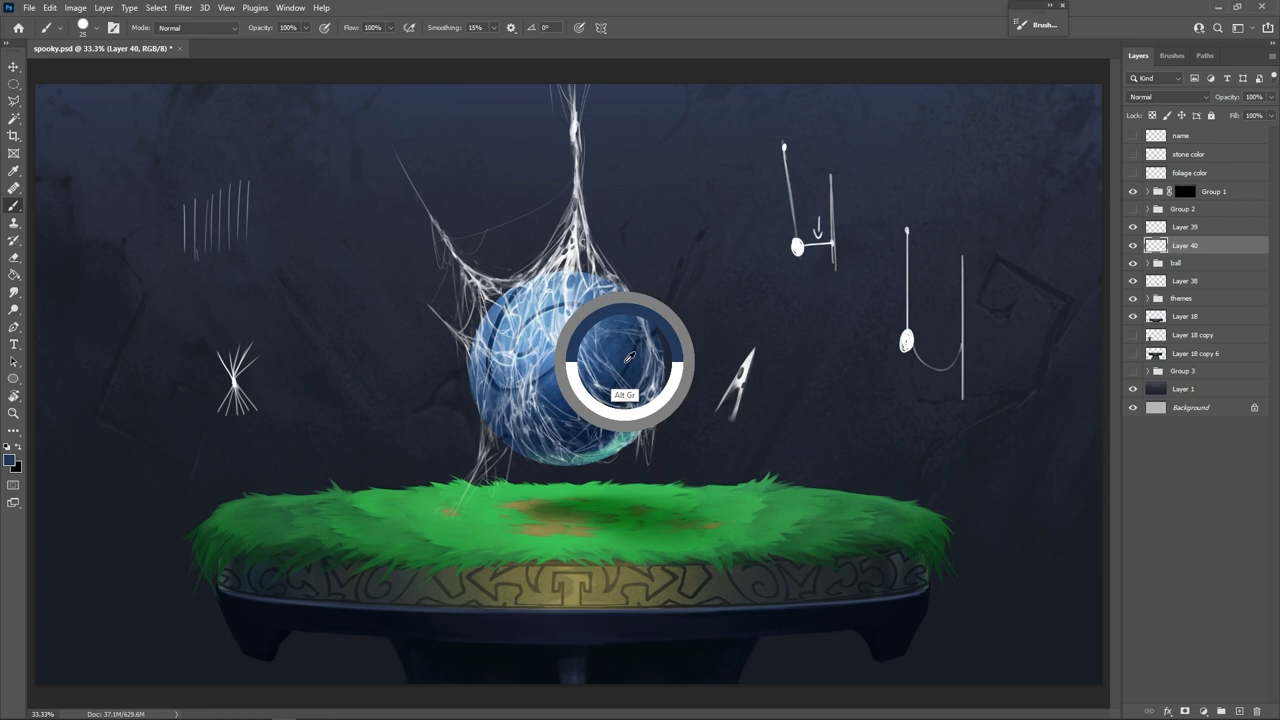 Ps File Edit Image Layer Type Select Filter 3D View Plugins Window Help
25 Mode: Normal Opacity: 100% Flow: 100% Smoothing: 15% 0° Brush...
spooky.psd @ 33.3% (Layer 40, RGB/8) * ×
Layers Brushes Paths
Kind
Normal Opacity: 100%
Lock: Fill: 100%
name
stone color
foliage color
Group 1
Group 2
Layer 39
Layer 40
ball
Layer 38
themes
Layer 18
Layer 18 copy
Layer 18 copy 6
Group 3
Layer 1
Background
Alt Gr
33.33% Doc: 37.1M/629.6M